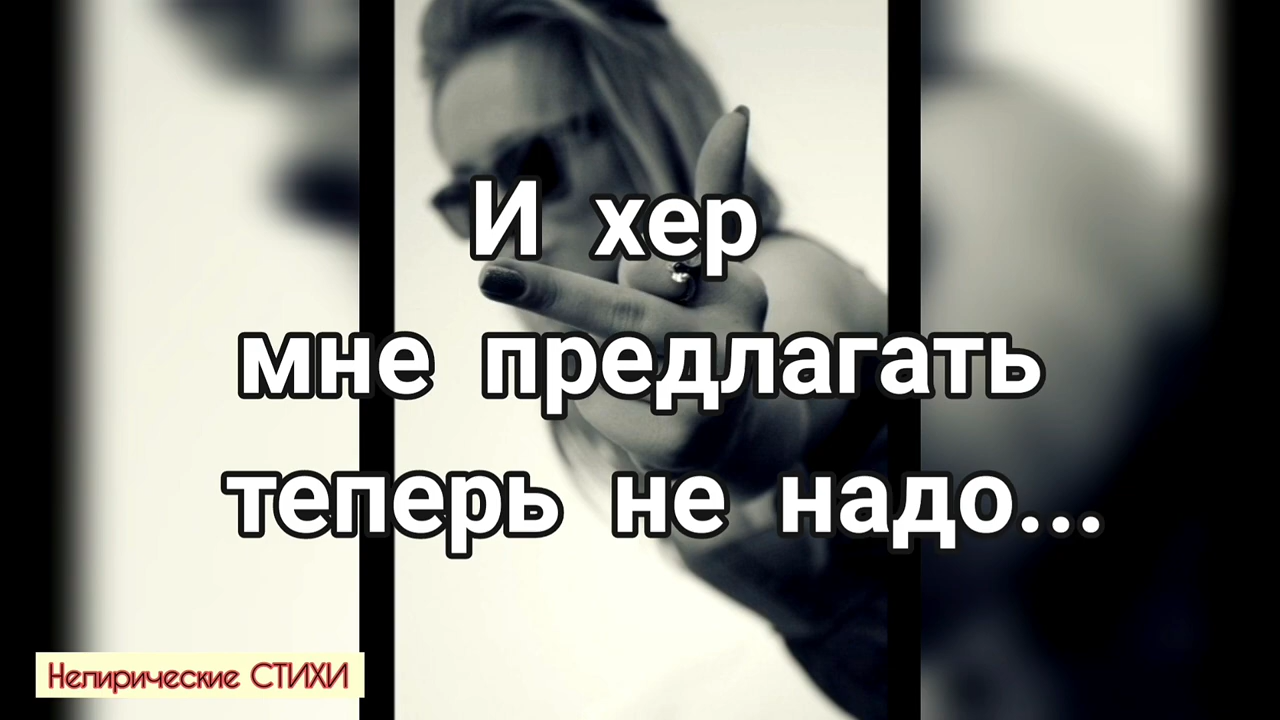 И хер
мне предлагать
теперь не надо...
Нелирические СТИХИ